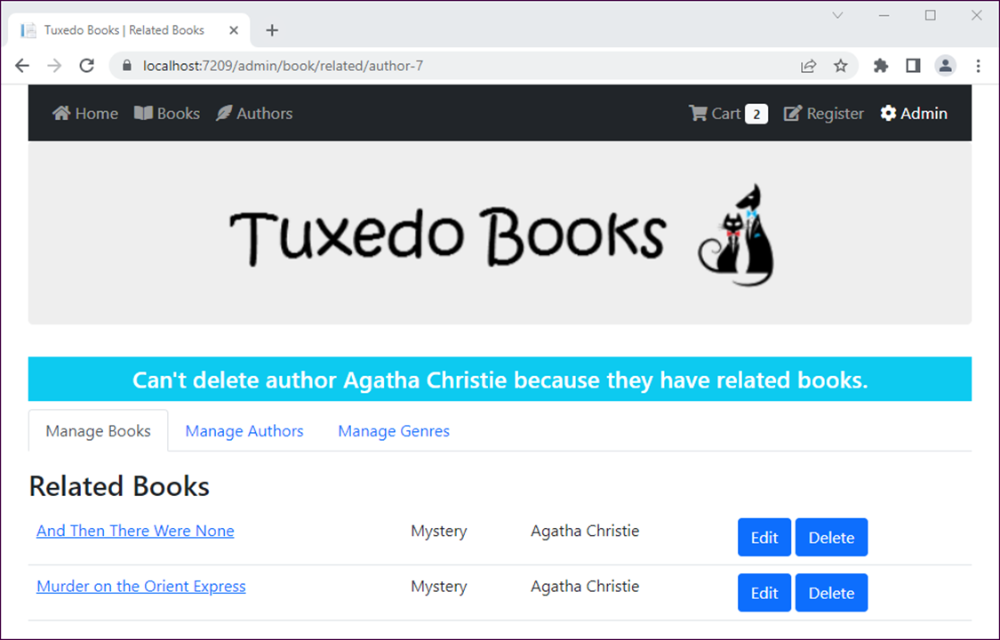 Tuxedo Books | Related Books
localhost:7209/admin/book/related/author-7
Home Books Authors Cart 2 Register Admin
Tuxedo Books
Can't delete author Agatha Christie because they have related books.
Manage Books Manage Authors Manage Genres
Related Books
And Then There Were None Mystery Agatha Christie Edit Delete
Murder on the Orient Express Mystery Agatha Christie Edit Delete